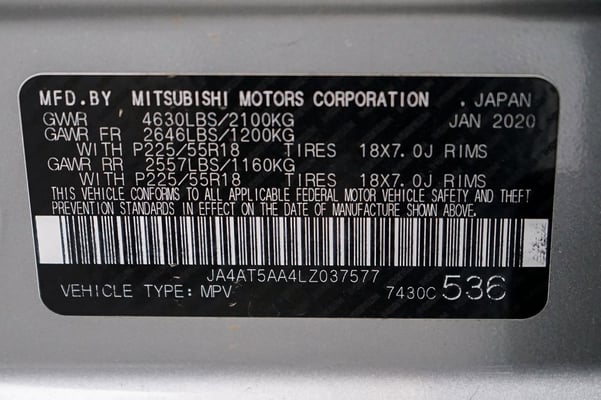 MFD.BY MITSUBISHI MOTORS CORPORATION . JAPAN
GVWR 4630LBS/2100KG JAN 2020
GAWR FR 2646LBS/1200KG
WITH P225/55R18 TIRES 18X7.0J RIMS
GAWR RR 2557LBS/1160KG
WITH P225/55R18 TIRES 18X7.0J RIMS
THIS VEHICLE CONFORMS TO ALL APPLICABLE FEDERAL MOTOR VEHICLE SAFETY AND THEFT
PREVENTION STANDARDS IN EFFECT ON THE DATE OF MANUFACTURE SHOWN ABOVE.
JA4AT5AA4LZ037577
VEHICLE TYPE: MPV 7430C 536